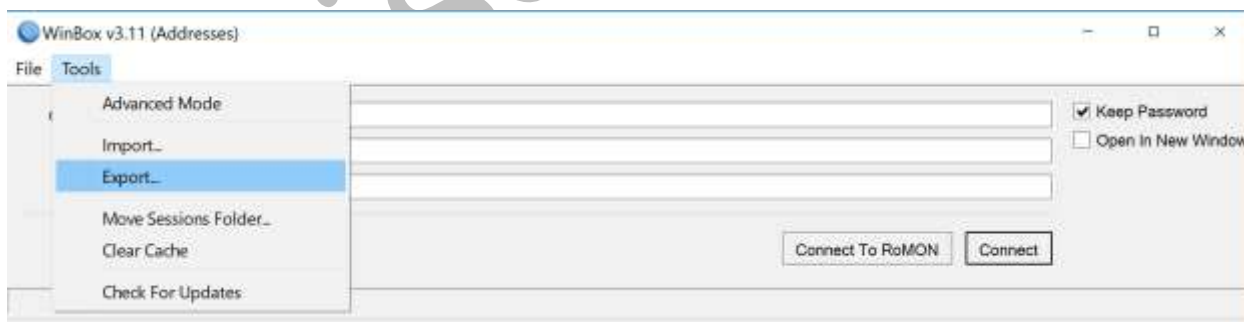 WinBox v3.11 (Addresses)
File Tools
Advanced Mode
Keep Password
Import...
Open In New Window
Export...
Move Sessions Folder...
Clear Cache
Connect To RoMON Connect
Check For Updates